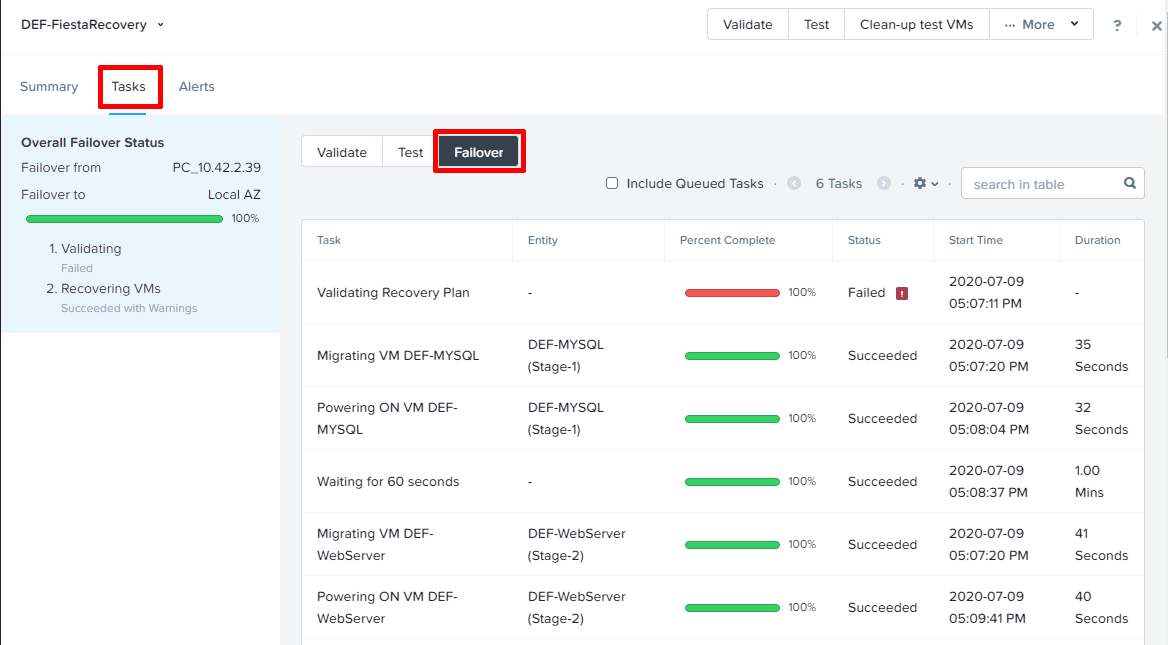 DEF-FiestaRecovery
Validate
Test
Clean-up test VMs
··· More
?
Summary
Tasks
Alerts
Overall Failover Status
Failover from PC_10.42.2.39
Failover to Local AZ
100%
1. Validating
Failed
2. Recovering VMs
Succeeded with Warnings
Validate
Test
Failover
Include Queued Tasks · 6 Tasks · ·
search in table
Task Entity Percent Complete Status Start Time Duration
Validating Recovery Plan - 100% Failed ! 2020-07-09 -
05:07:11 PM
Migrating VM DEF-MYSQL DEF-MYSQL 100% Succeeded 2020-07-09 35
(Stage-1) 05:07:20 PM Seconds
Powering ON VM DEF- DEF-MYSQL 100% Succeeded 2020-07-09 32
MYSQL (Stage-1) 05:08:04 PM Seconds
Waiting for 60 seconds - 100% Succeeded 2020-07-09 1.00
05:08:37 PM Mins
Migrating VM DEF- DEF-WebServer 100% Succeeded 2020-07-09 41
WebServer (Stage-2) 05:07:20 PM Seconds
Powering ON VM DEF- DEF-WebServer 100% Succeeded 2020-07-09 40
WebServer (Stage-2) 05:09:41 PM Seconds